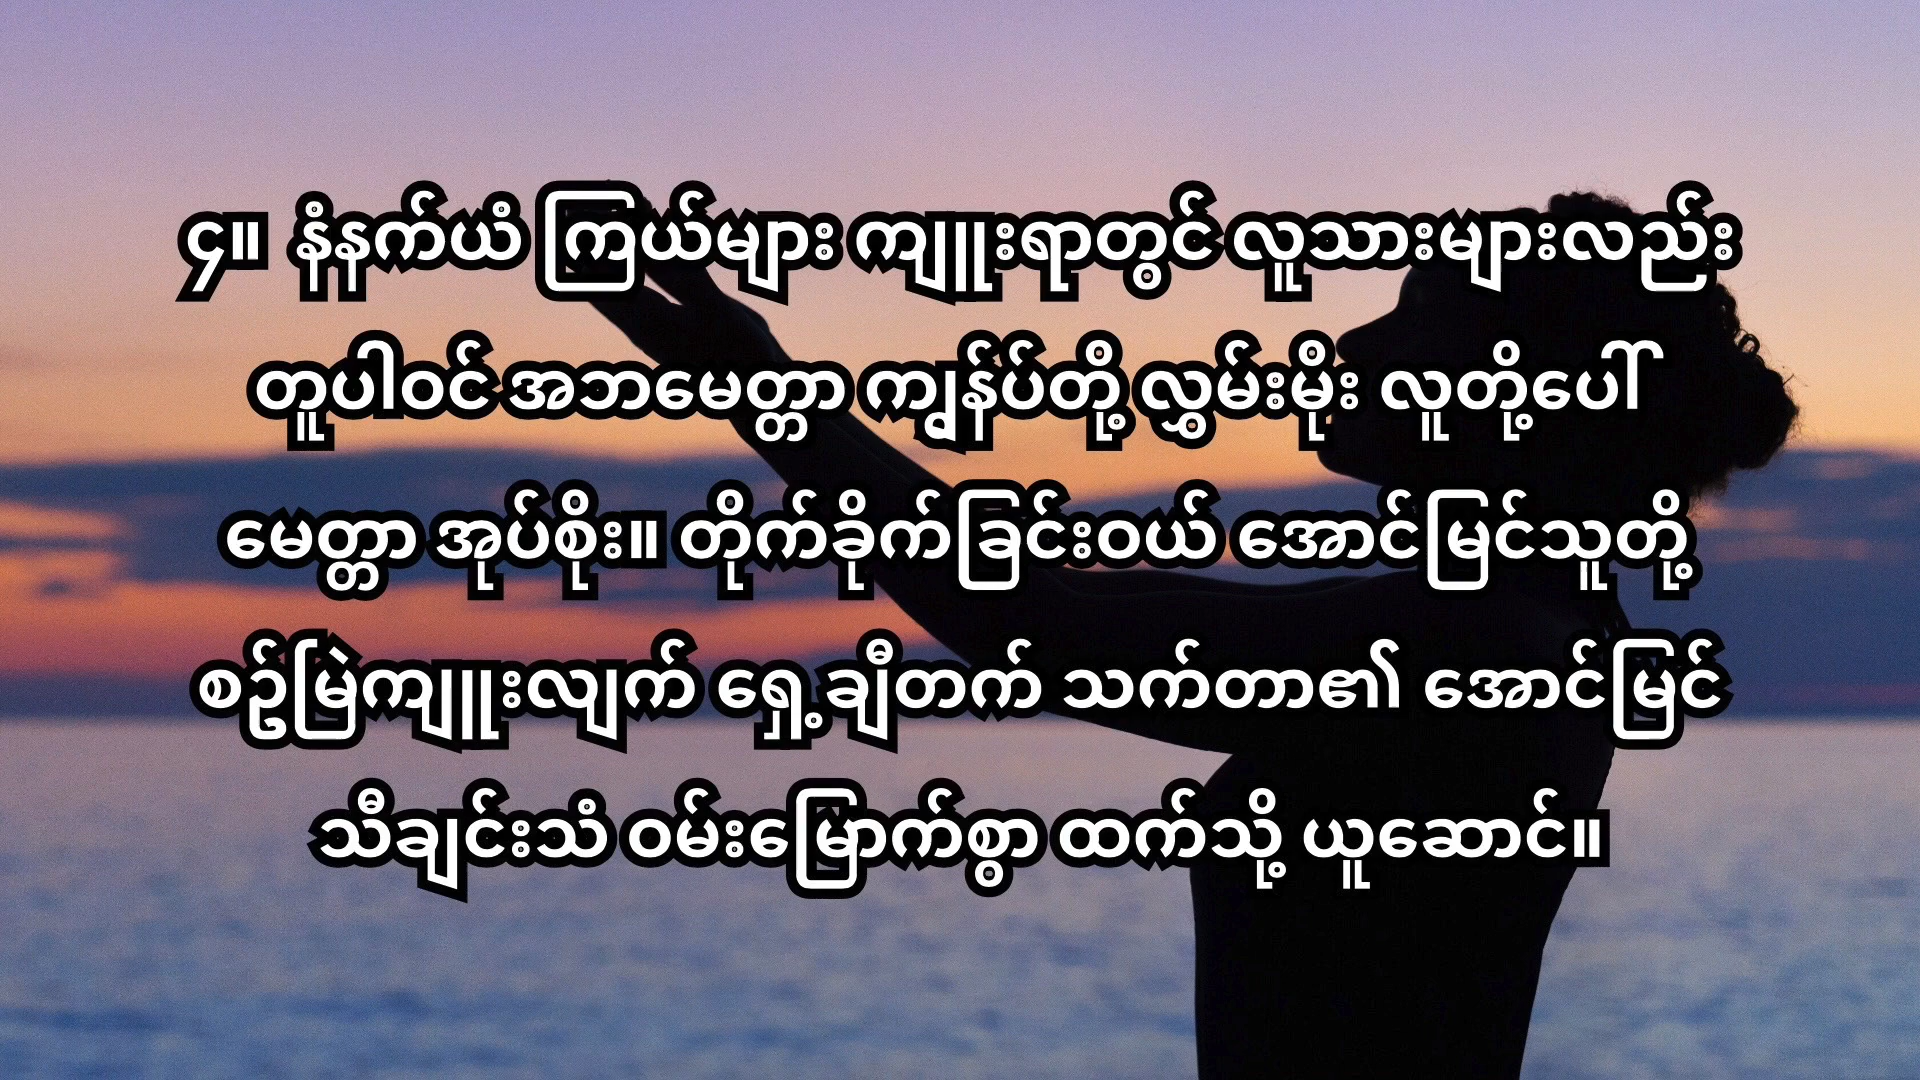 ၄။ နံနက်ယံ ကြယ်များ ကျူးရာတွင် လူသားများလည်း
တူပါဝင် အဘမေတ္တာ ကျွန်ုပ်တို့ လွှမ်းမိုး လူတို့ပေါ်
မေတ္တာ အုပ်စိုး။ တိုက်ခိုက်ခြင်းဝယ် အောင်မြင်သူတို့
စဥ်မြဲကျူးလျက် ရှေ့ချီတက် သက်တာ၏ အောင်မြင်
သီချင်းသံ ဝမ်းမြောက်စွာ ထက်သို့ ယူဆောင်။